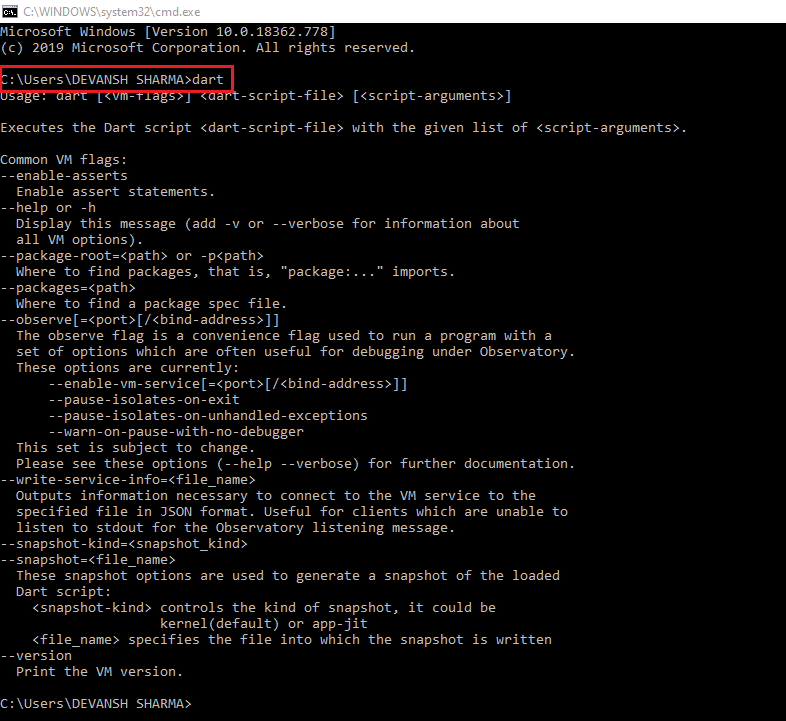 C:\WINDOWS\system32\cmd.exe
Microsoft Windows [Version 10.0.18362.778]
(c) 2019 Microsoft Corporation. All rights reserved.
C:\Users\DEVANSH SHARMA>dart
Usage: dart [<vm-flags>] <dart-script-file> [<script-arguments>]
Executes the Dart script <dart-script-file> with the given list of <script-arguments>.
Common VM flags:
--enable-asserts
Enable assert statements.
--help or -h
Display this message (add -v or --verbose for information about
all VM options).
--package-root=<path> or -p<path>
Where to find packages, that is, "package:..." imports.
--packages=<path>
Where to find a package spec file.
--observe[=<port>[/<bind-address>]]
The observe flag is a convenience flag used to run a program with a
set of options which are often useful for debugging under Observatory.
These options are currently:
--enable-vm-service[=<port>[/<bind-address>]]
--pause-isolates-on-exit
--pause-isolates-on-unhandled-exceptions
--warn-on-pause-with-no-debugger
This set is subject to change.
Please see these options (--help --verbose) for further documentation.
--write-service-info=<file_name>
Outputs information necessary to connect to the VM service to the
specified file in JSON format. Useful for clients which are unable to
listen to stdout for the Observatory listening message.
--snapshot-kind=<snapshot_kind>
--snapshot=<file_name>
These snapshot options are used to generate a snapshot of the loaded
Dart script:
<snapshot-kind> controls the kind of snapshot, it could be
kernel(default) or app-jit
<file_name> specifies the file into which the snapshot is written
--version
Print the VM version.
C:\Users\DEVANSH SHARMA>